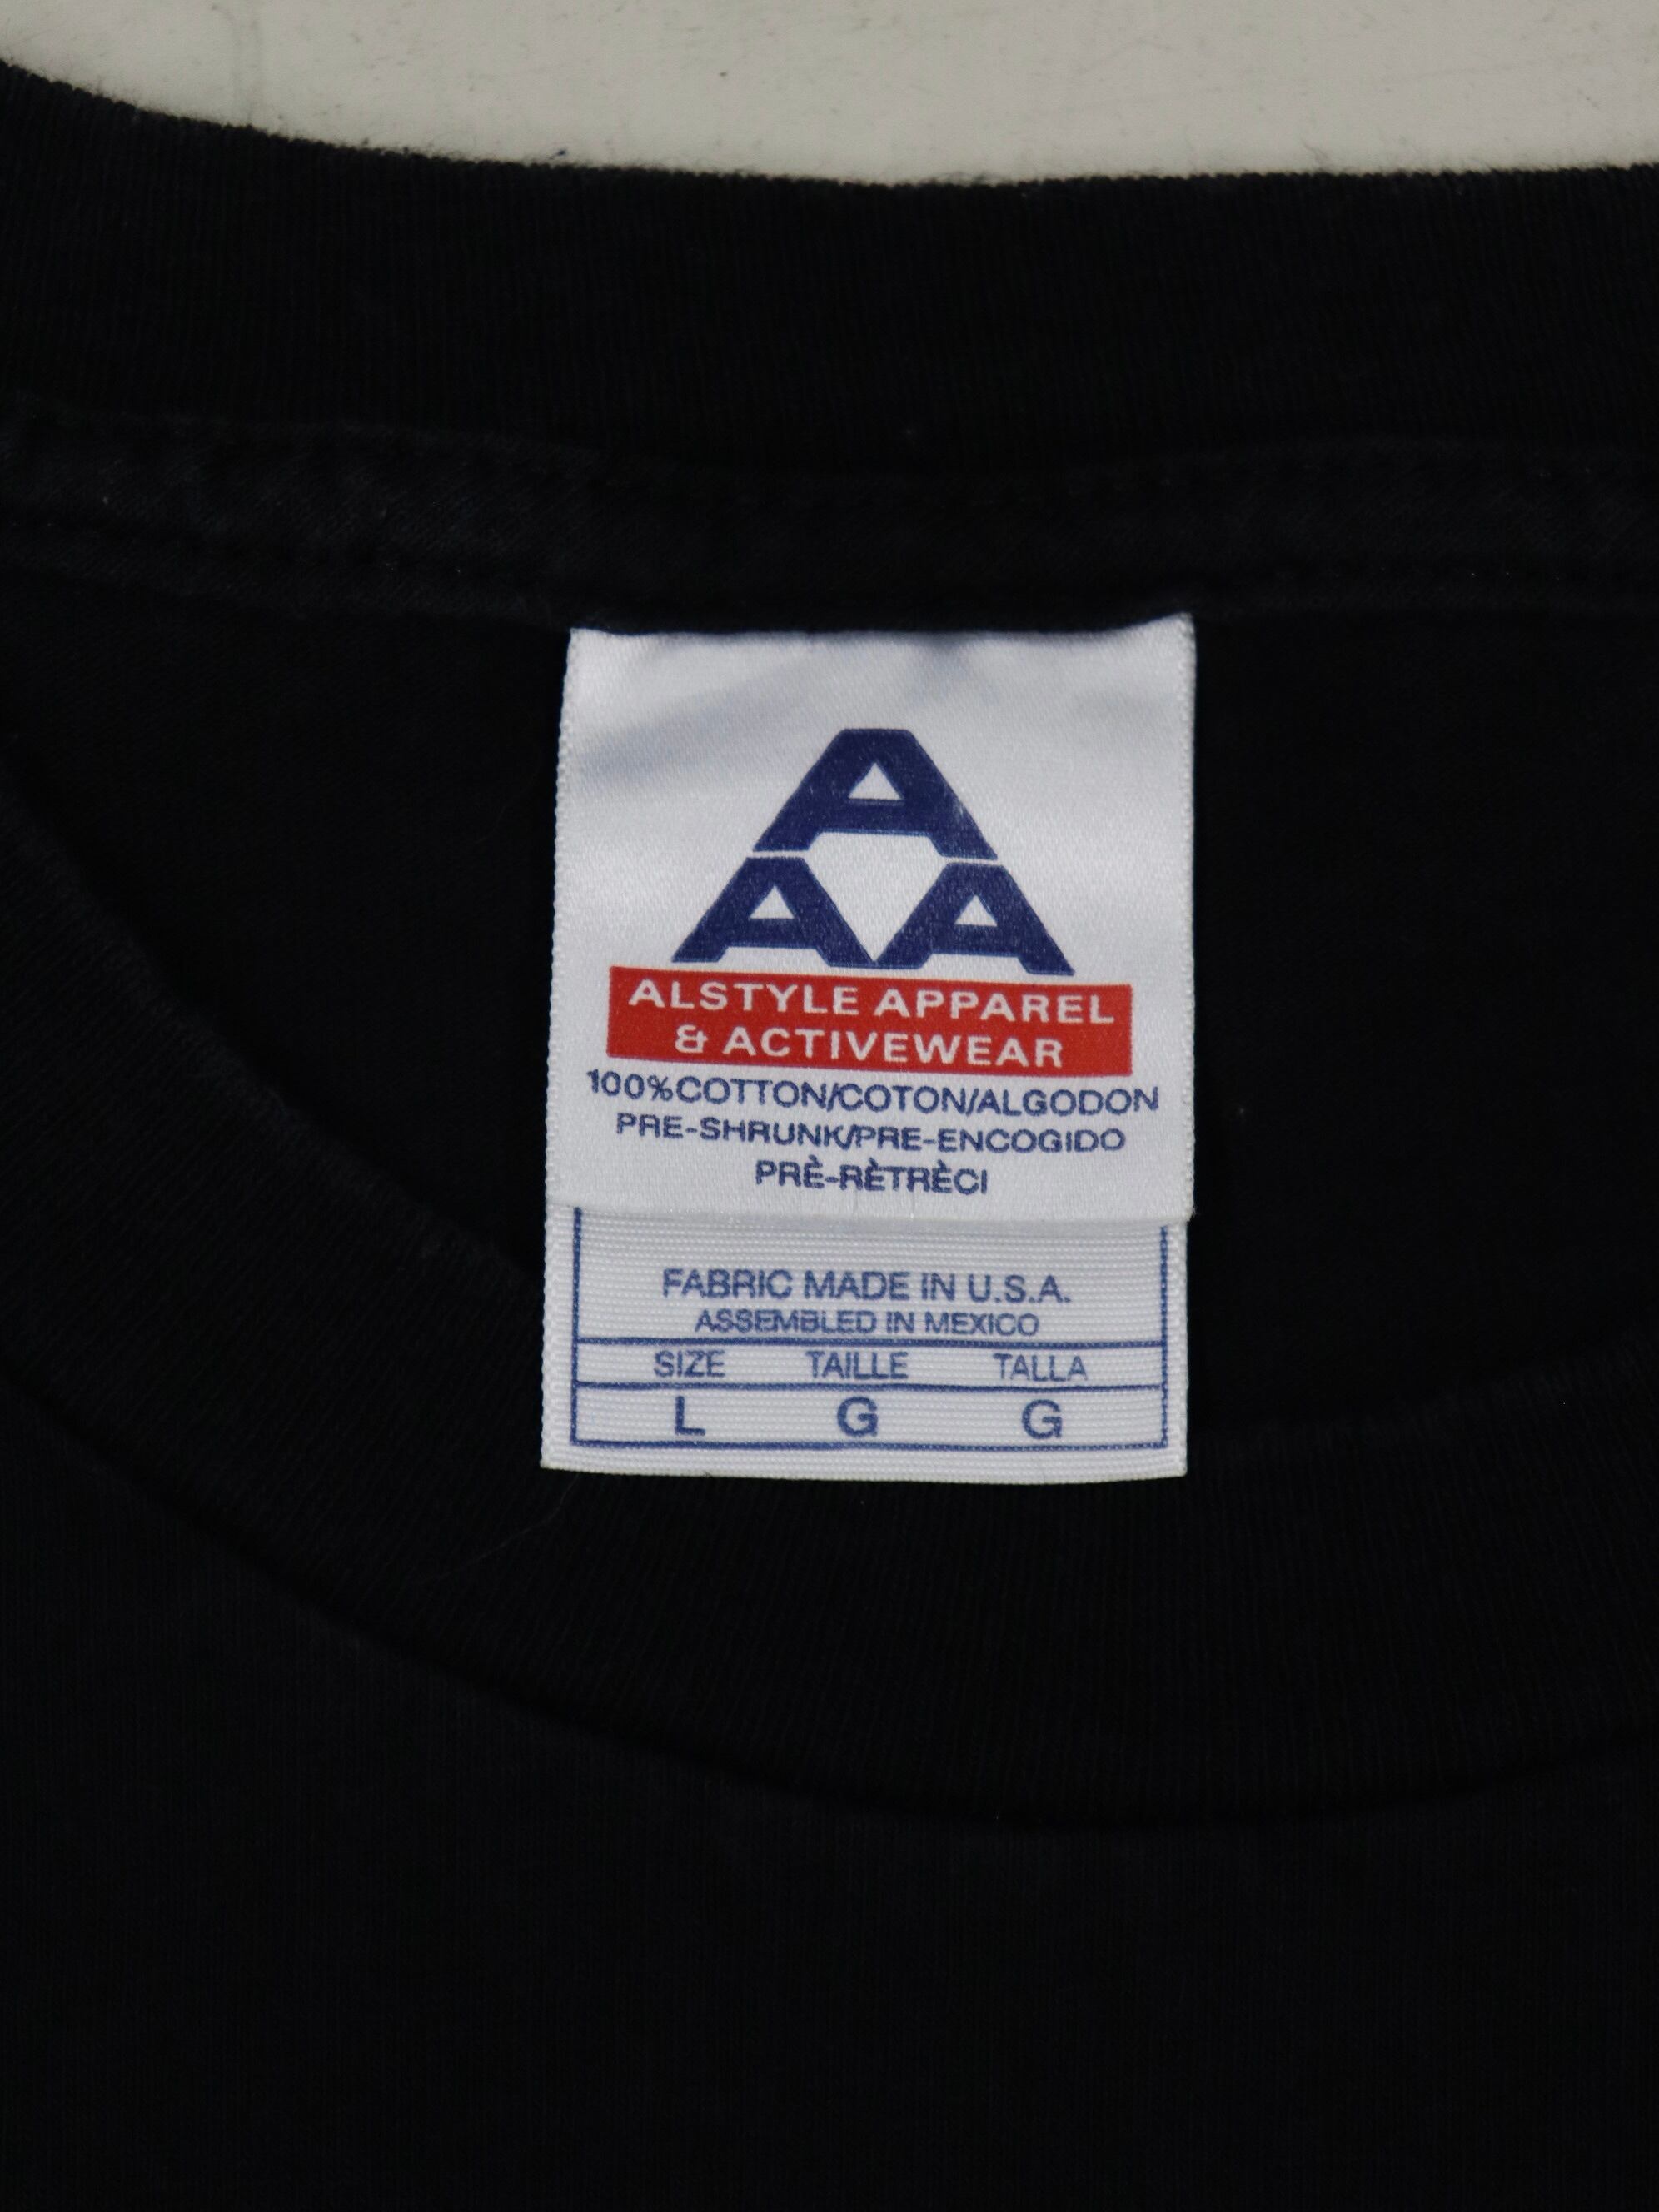 A
A A
ALSTYLE APPAREL
& ACTIVEWEAR
100%COTTON/COTON/ALGODON
PRE-SHRUNK/PRE-ENCOGIDO
PRÈ-RÈTRÈCI
FABRIC MADE IN U.S.A.
ASSEMBLED IN MEXICO
SIZE TAILLE TALLA
L G G